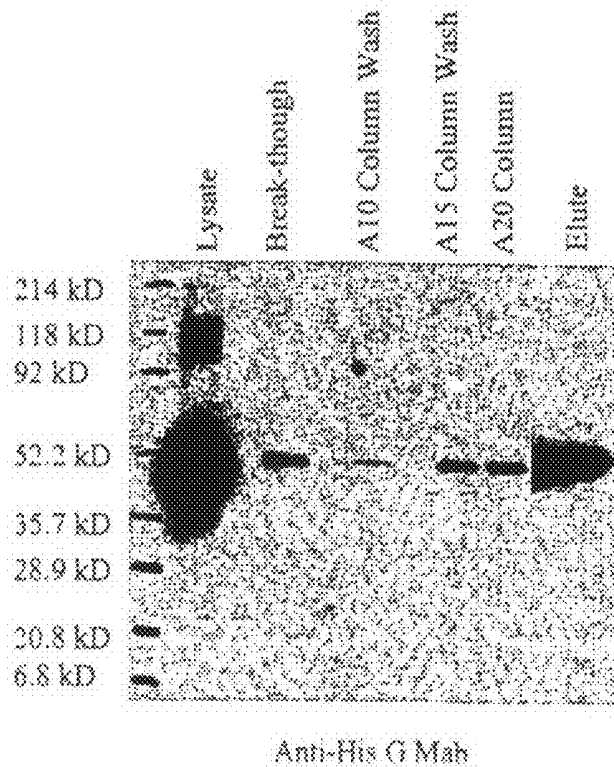 Lysate
Break-though
A10 Column Wash
A15 Column Wash
A20 Column
Elute
214 kD
118 kD
92 kD
52.2 kD
35.7 kD
28.9 kD
20.8 kD
6.8 kD
Anti-His G Mab